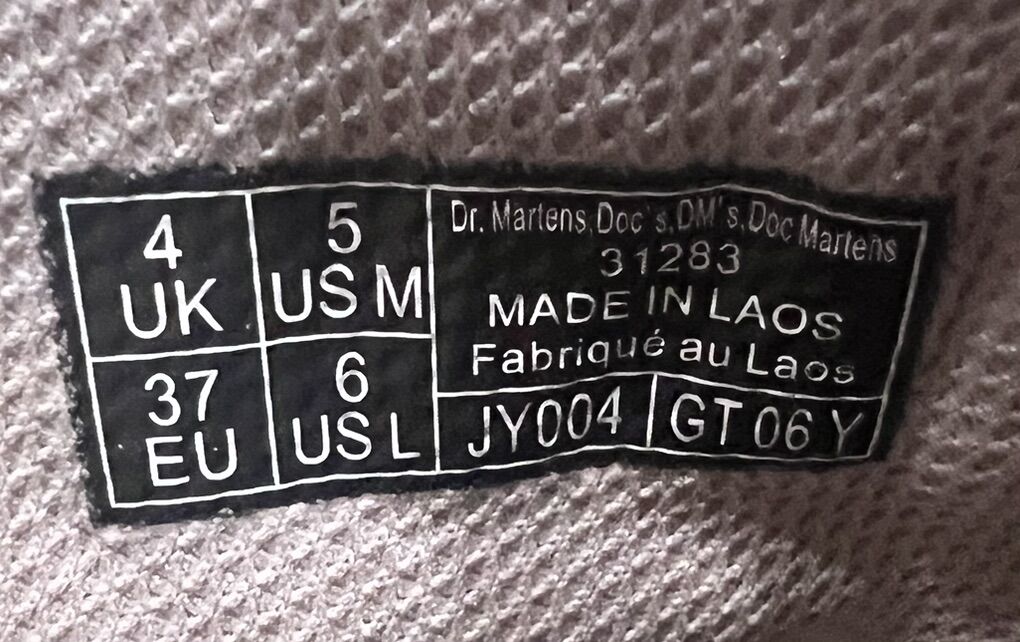 4
UK
5
US M
37
EU
6
US L
Dr. Martens,Doc's,DM's,Doc Martens
31283
MADE IN LAOS
Fabriqué au Laos
JY004
GT 06 Y